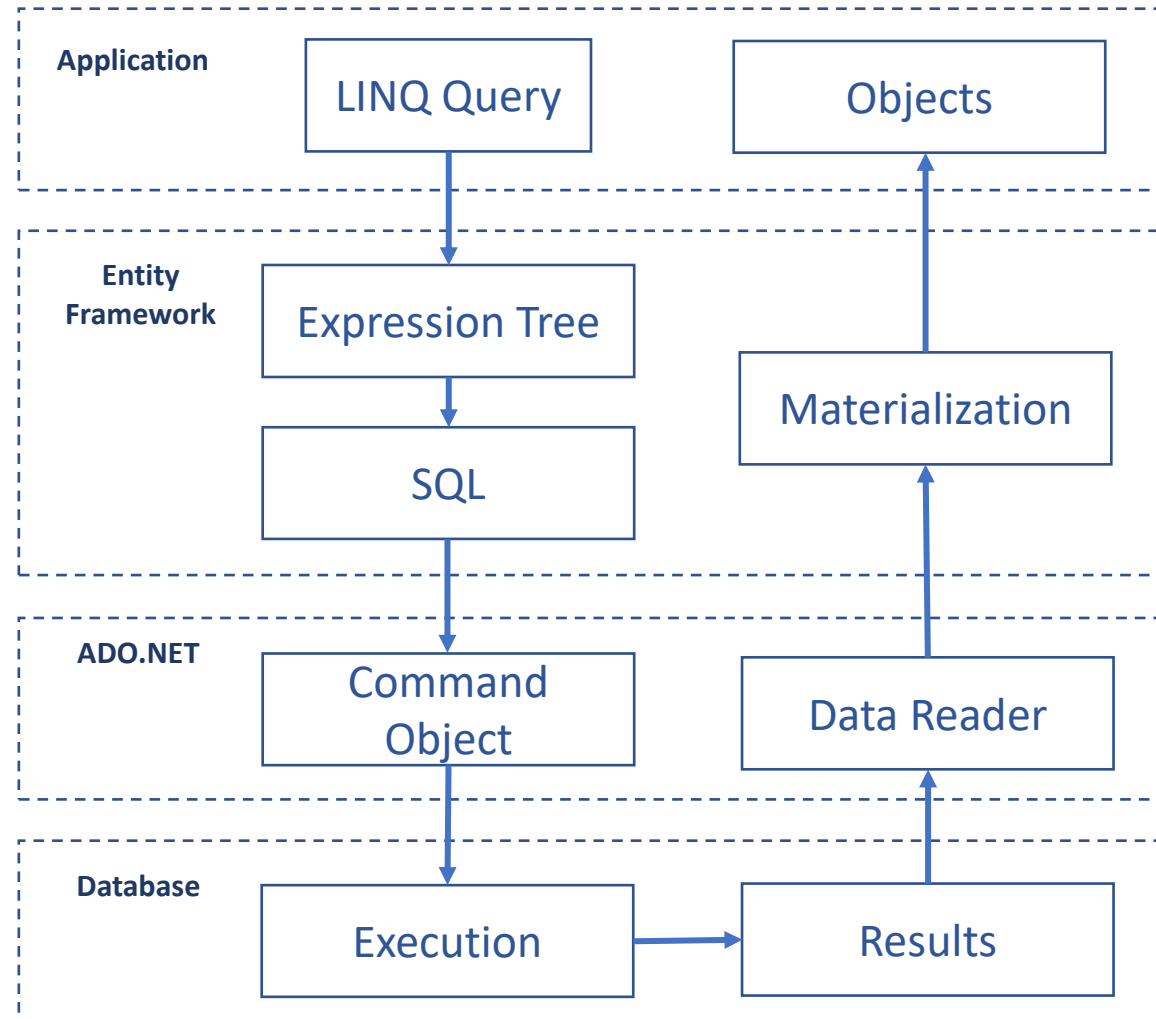 Application
LINQ Query
Objects
Entity
Framework
Expression Tree
Materialization
SQL
ADO.NET
Command
Object
Data Reader
Database
Execution
Results